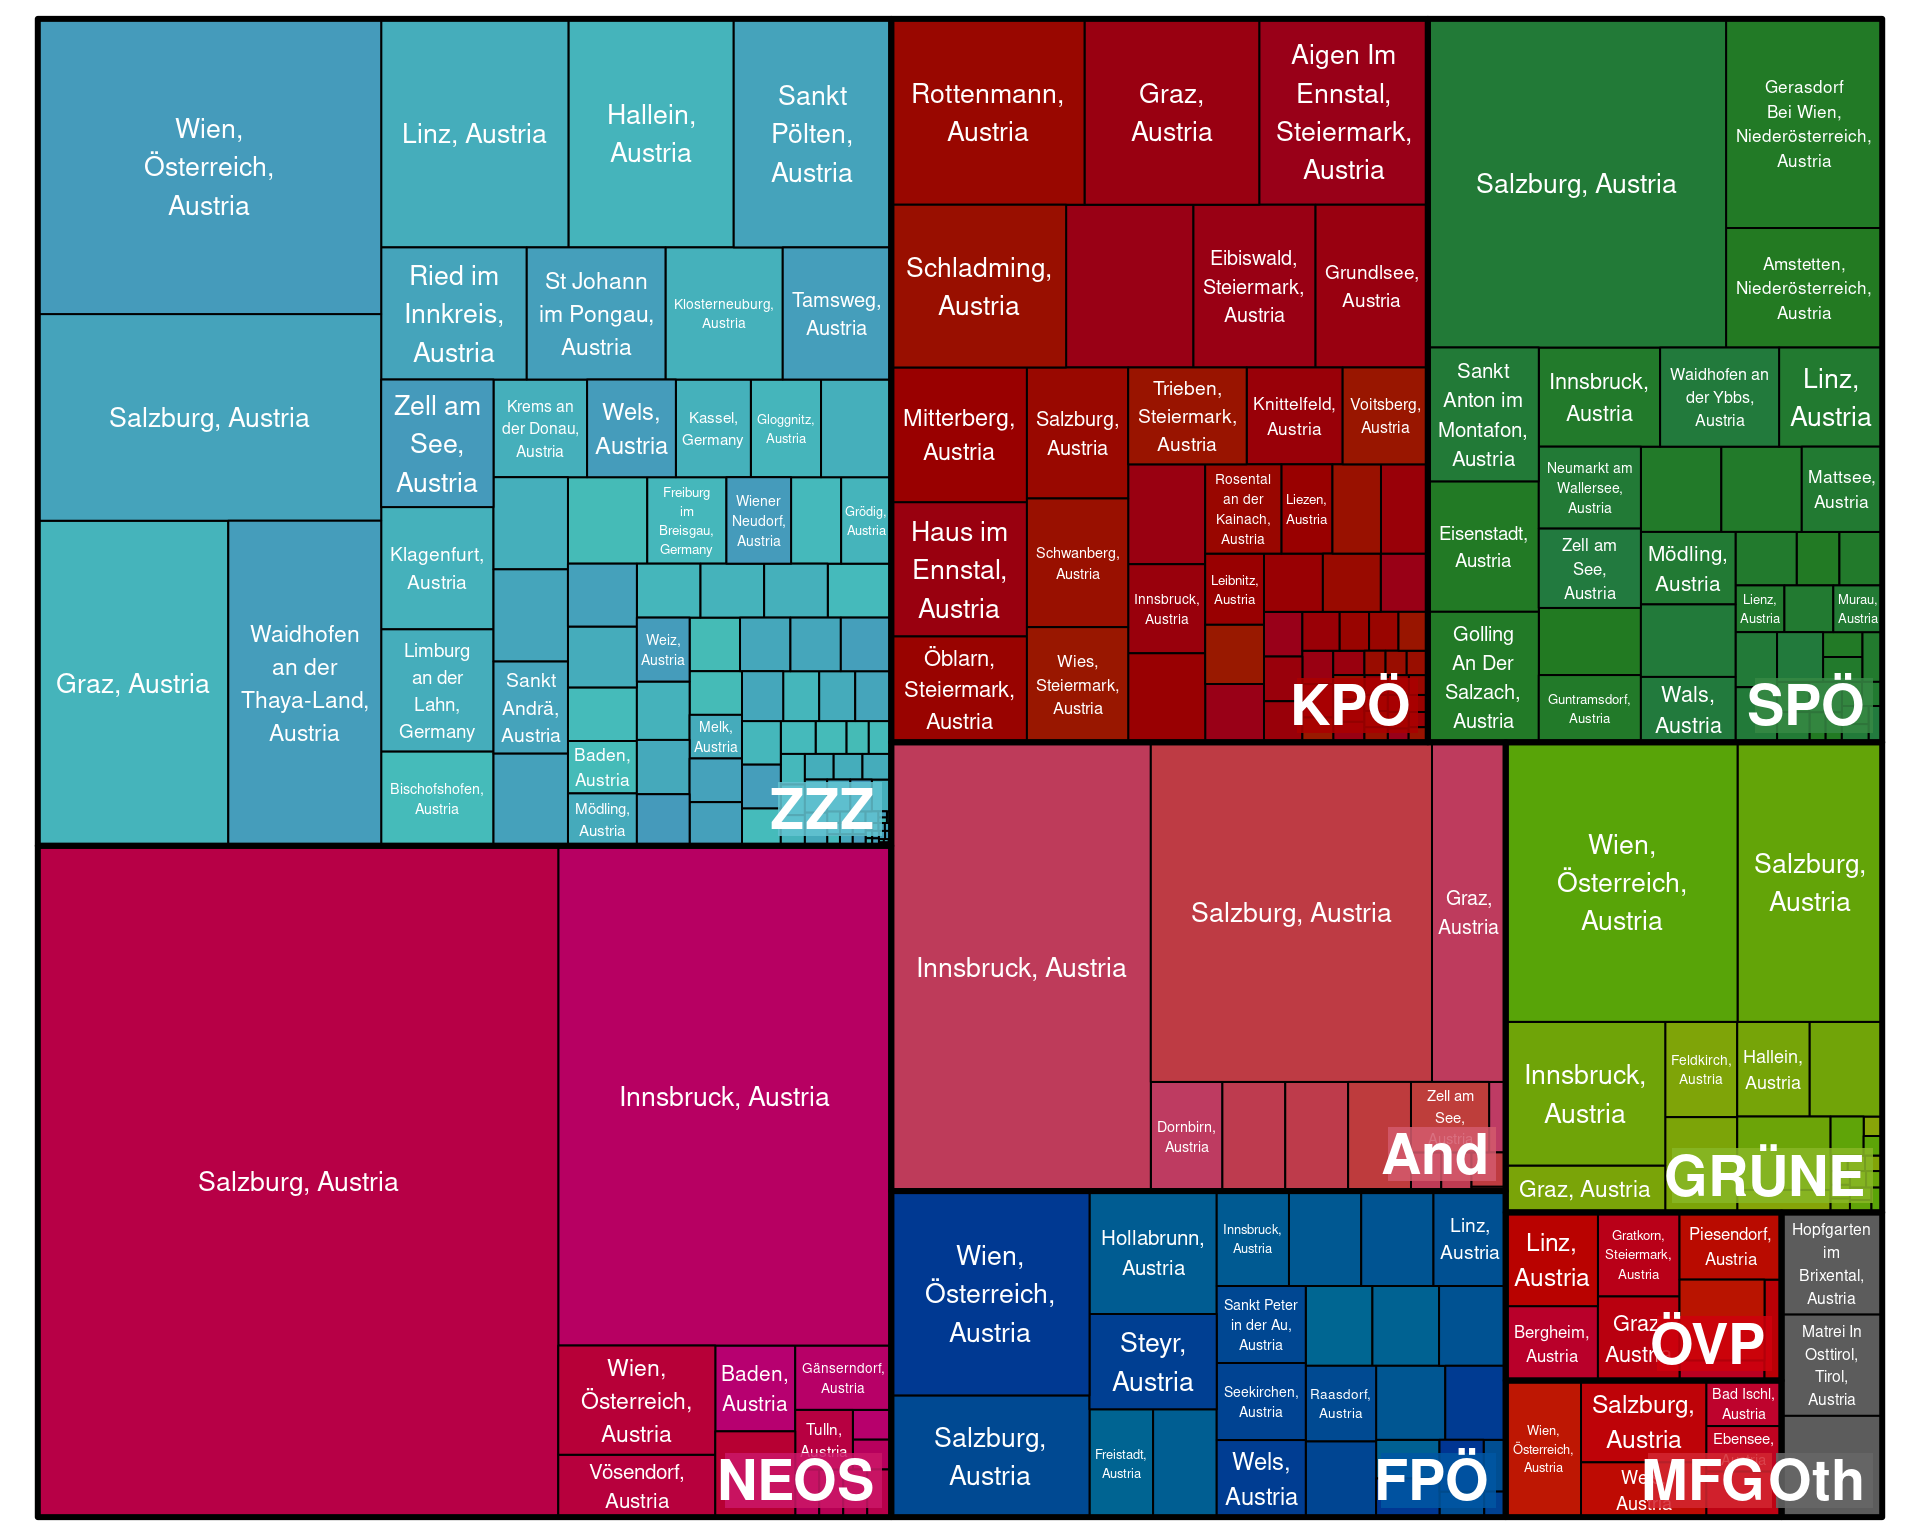 Wien,
Österreich,
Austria
Linz, Austria
Hallein,
Austria
Sankt
Pölten,
Austria
Salzburg, Austria
Graz, Austria
Waidhofen
an der
Thaya-Land,
Austria
Ried im
Innkreis,
Austria
St Johann
im Pongau,
Austria
Klosterneuburg,
Austria
Tamsweg,
Austria
Zell am
See,
Austria
Krems an
der Donau,
Austria
Wels,
Austria
Kassel,
Germany
Gloggnitz,
Austria
Klagenfurt,
Austria
Freiburg
im
Breisgau,
Germany
Wiener
Neudorf,
Austria
Grödig,
Austria
Limburg
an der
Lahn,
Germany
Sankt
Andrä,
Austria
Weiz,
Austria
Melk,
Austria
Bischofshofen,
Austria
Baden,
Austria
Mödling,
Austria
ZZZ
Rottenmann,
Austria
Graz,
Austria
Aigen Im
Ennstal,
Steiermark,
Austria
Schladming,
Austria
Eibiswald,
Steiermark,
Austria
Grundlsee,
Austria
Mitterberg,
Austria
Salzburg,
Austria
Trieben,
Steiermark,
Austria
Knittelfeld,
Austria
Voitsberg,
Austria
Haus im
Ennstal,
Austria
Schwanberg,
Austria
Rosental
an der
Kainach,
Austria
Liezen,
Austria
Innsbruck,
Austria
Leibnitz,
Austria
Öblarn,
Steiermark,
Austria
Wies,
Steiermark,
Austria
KPÖ
Salzburg, Austria
Gerasdorf
Bei Wien,
Niederösterreich,
Austria
Amstetten,
Niederösterreich,
Austria
Sankt
Anton im
Montafon,
Austria
Innsbruck,
Austria
Waidhofen an
der Ybbs,
Austria
Linz,
Austria
Neumarkt am
Wallersee,
Austria
Mattsee,
Austria
Eisenstadt,
Austria
Zell am
See,
Austria
Mödling,
Austria
Lienz,
Austria
Murau,
Austria
Golling
An Der
Salzach,
Austria
Guntramsdorf,
Austria
Wals,
Austria
SPÖ
Salzburg, Austria
Innsbruck, Austria
Wien,
Österreich,
Austria
Baden,
Austria
Gänserndorf,
Austria
Tulln,
Austria
Vösendorf,
Austria
NEOS
Innsbruck, Austria
Salzburg, Austria
Graz,
Austria
Dornbirn,
Austria
Zell am
See,
Austria
And
Wien,
Österreich,
Austria
Salzburg,
Austria
Innsbruck,
Austria
Feldkirch,
Austria
Hallein,
Austria
Graz, Austria
GRÜNE
Wien,
Österreich,
Austria
Hollabrunn,
Austria
Innsbruck,
Austria
Linz,
Austria
Steyr,
Austria
Sankt Peter
in der Au,
Austria
Salzburg,
Austria
Seekirchen,
Austria
Raasdorf,
Austria
Freistadt,
Austria
Wels,
Austria
FPÖ
Linz,
Austria
Gratkorn,
Steiermark,
Austria
Piesendorf,
Austria
Bergheim,
Austria
Graz
Austria
ÖVP
Wien,
Österreich,
Austria
Salzburg,
Austria
Bad Ischl,
Austria
Ebensee,
Austria
MFG
Hopfgarten
im
Brixental,
Austria
Matrei In
Osttirol,
Tirol,
Austria
Oth